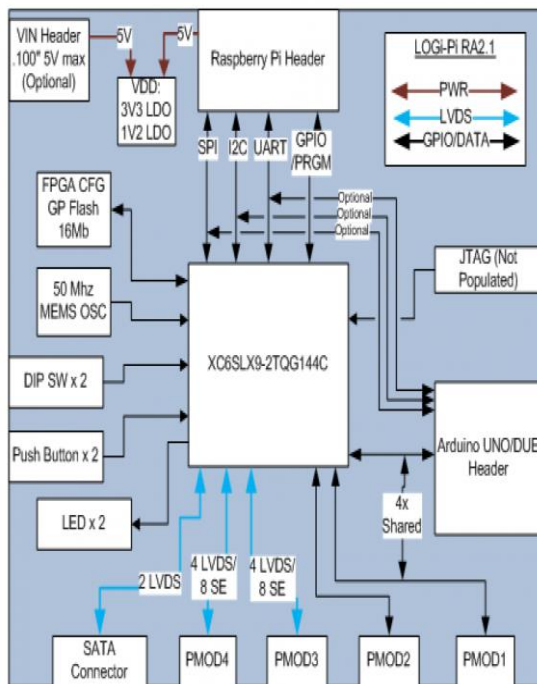 VIN Header
.100" 5V max
(Optional)
5V
5V
VDD:
3V3 LDO
1V2 LDO
Raspberry Pi Header
LOGi-Pi RA2.1
PWR
LVDS
GPIO/DATA
SPI
I2C
UART
GPIO
/PRGM
FPGA CFG
GP Flash
16Mb
Optional
Optional
Optional
50 Mhz
MEMS OSC
JTAG (Not
Populated)
XC6SLX9-2TQG144C
DIP SW x 2
Push Button x 2
Arduino UNO/DUE
Header
LED x 2
4x
Shared
2 LVDS
4 LVDS/
8 SE
4 LVDS/
8 SE
SATA
Connector
PMOD4
PMOD3
PMOD2
PMOD1